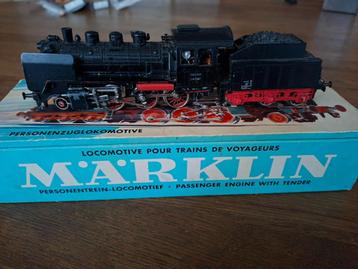 PERSONENZUGLOKOMOTIVE
LOCOMOTIVE POUR TRAINS DE VOYAGEURS
MÄRKLIN
PERSONENTREIN-LOCOMOTIEF · PASSENGER ENGINE WITH TENDER